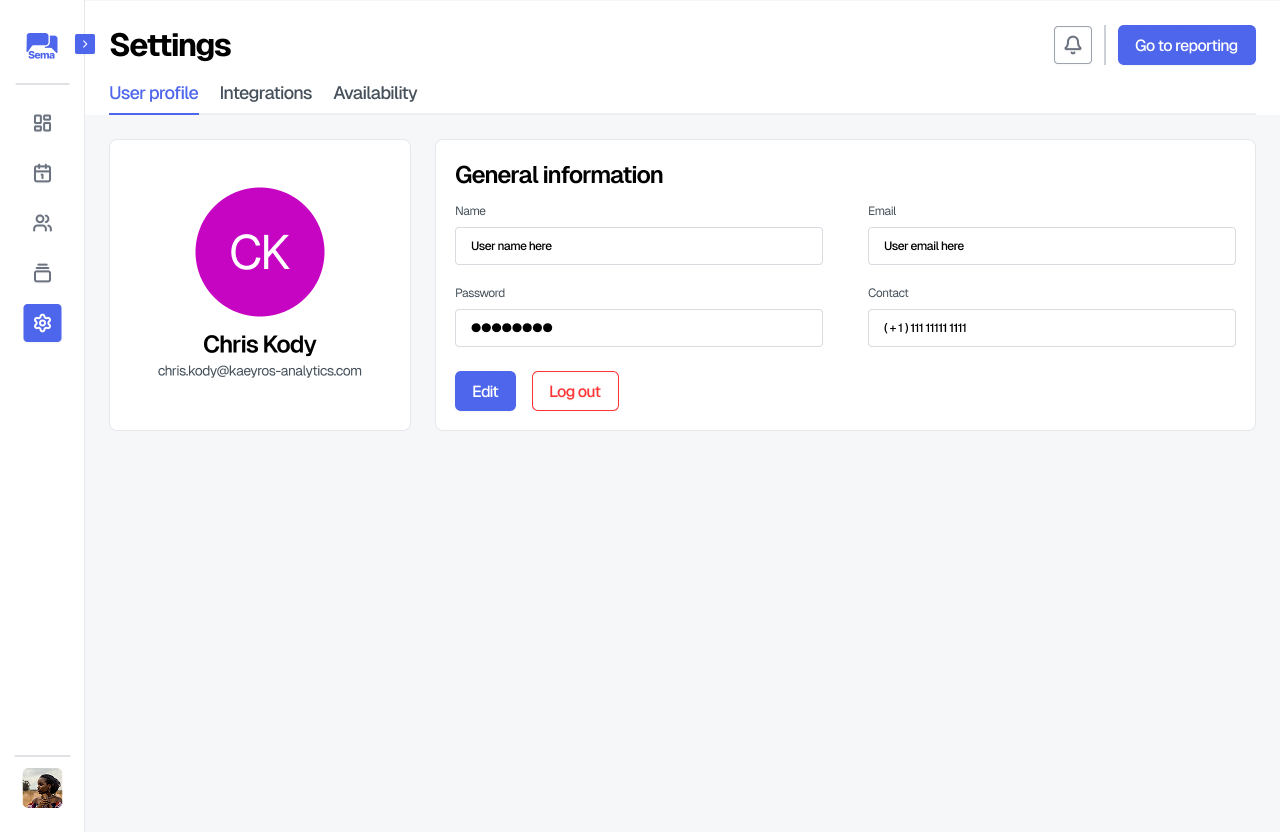 Sema
Settings
Go to reporting
User profile
Integrations
Availability
CK
Chris Kody
chris.kody@kaeyros-analytics.com
General information
Name
Email
User name here
User email here
Password
Contact
●●●●●●●●
(+1) 111 11111 1111
Edit
Log out